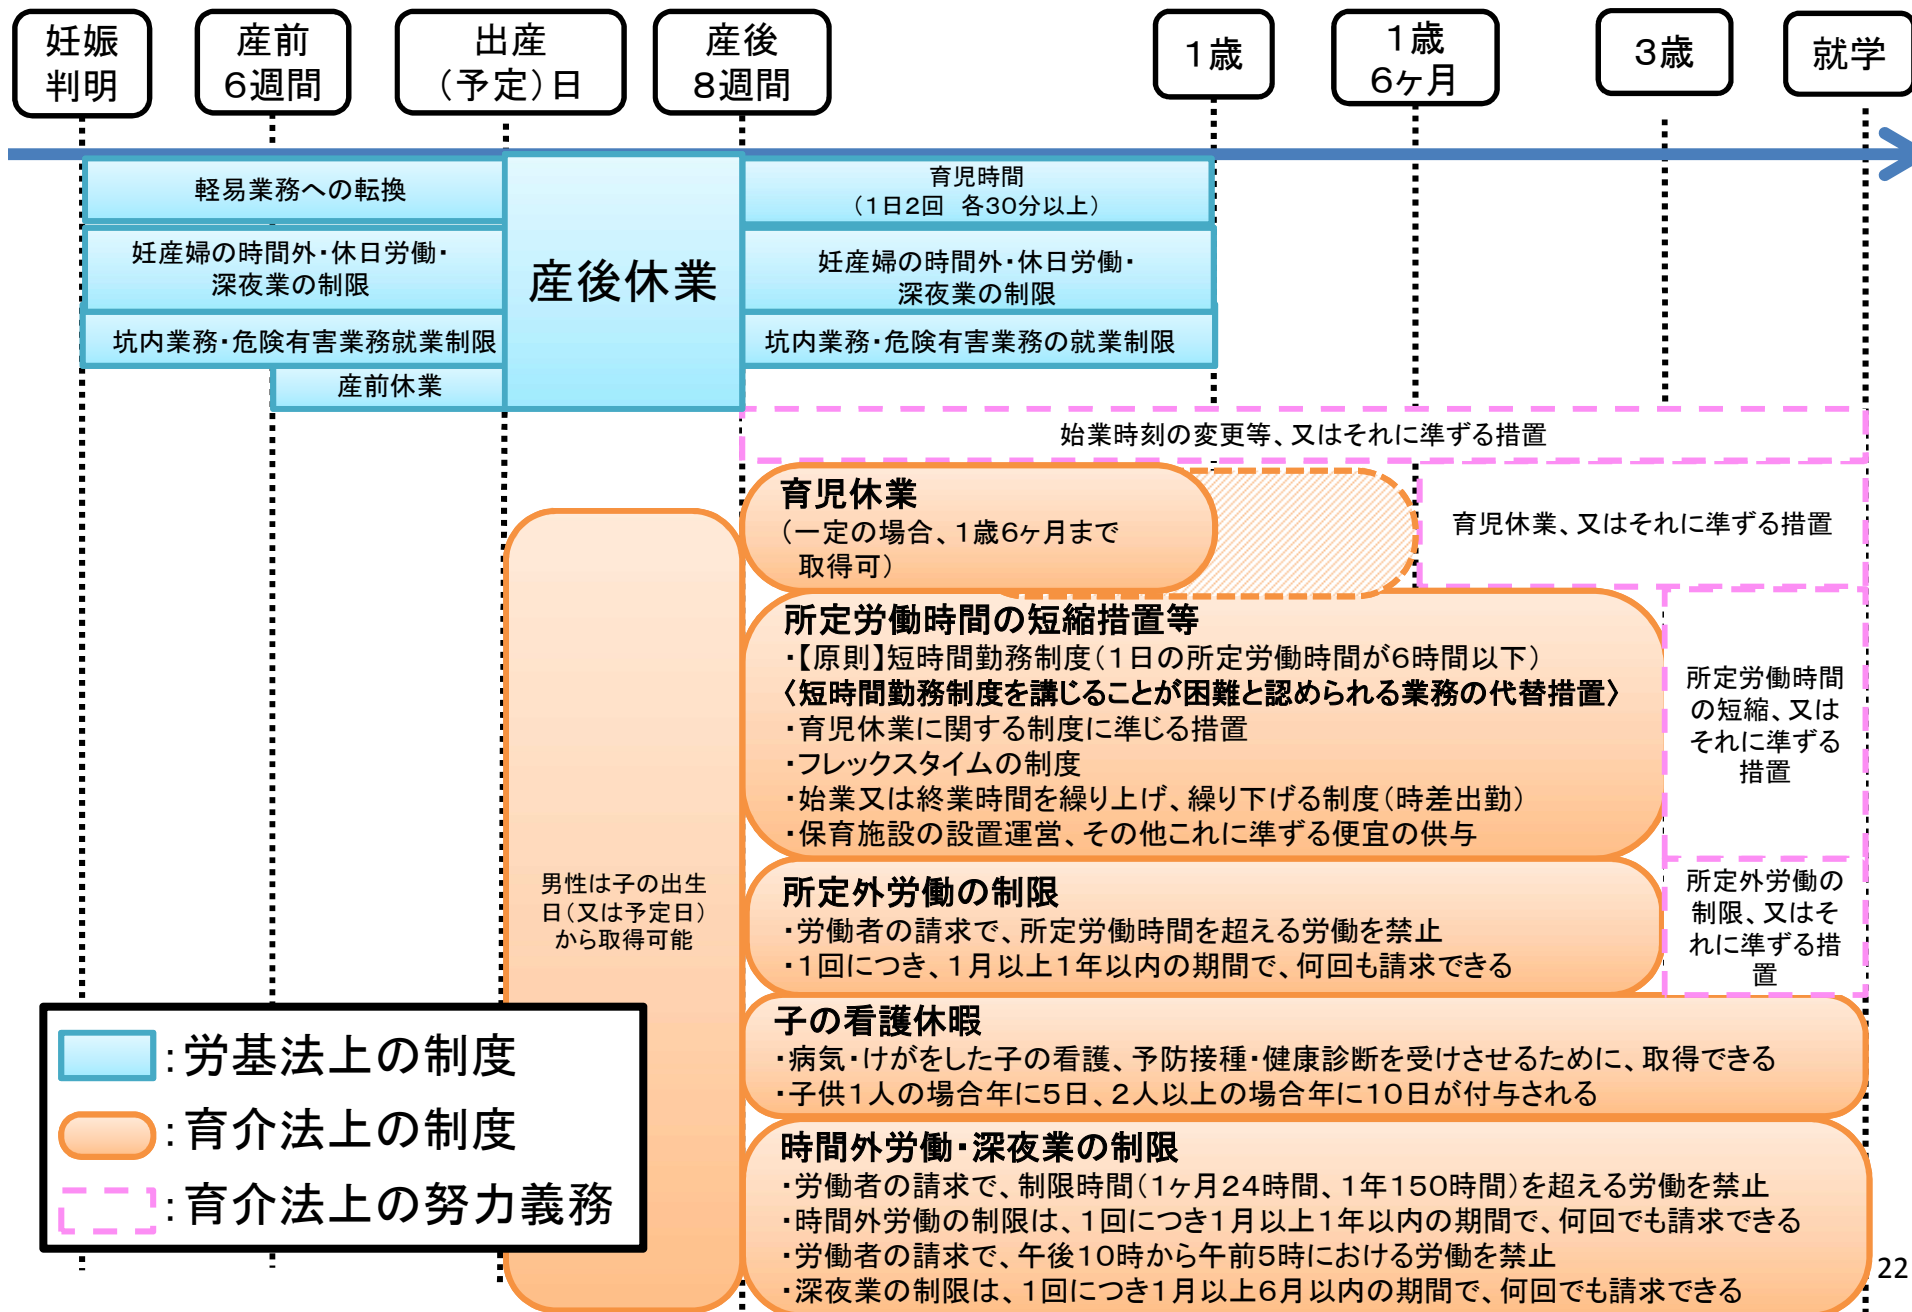 妊娠
判明
産前
6週間
出産
(予定)日
産後
8週間
1歳
1歳
6ヶ月
3歳
就学
軽易業務への転換
妊産婦の時間外・休日労働・
深夜業の制限
坑内業務・危険有害業務就業制限
産前休業
産後休業
育児時間
(1日2回 各30分以上)
妊産婦の時間外・休日労働・
深夜業の制限
坑内業務・危険有害業務の就業制限
始業時刻の変更等、又はそれに準ずる措置
育児休業
(一定の場合、1歳6ヶ月まで
取得可)
育児休業、又はそれに準ずる措置
所定労働時間の短縮措置等
・【原則】短時間勤務制度(1日の所定労働時間が6時間以下)
〈短時間勤務制度を講じることが困難と認められる業務の代替措置〉
・育児休業に関する制度に準じる措置
・フレックスタイムの制度
・始業又は終業時間を繰り上げ、繰り下げる制度(時差出勤)
・保育施設の設置運営、その他これに準ずる便宜の供与
所定労働時間
の短縮、又は
それに準ずる
措置
男性は子の出生
日(又は予定日)
から取得可能
所定外労働の制限
・労働者の請求で、所定労働時間を超える労働を禁止
・1回につき、1月以上1年以内の期間で、何回も請求できる
所定外労働の
制限、又はそ
れに準ずる措
置
子の看護休暇
・病気・けがをした子の看護、予防接種・健康診断を受けさせるために、取得できる
・子供1人の場合年に5日、2人以上の場合年に10日が付与される
時間外労働・深夜業の制限
・労働者の請求で、制限時間(1ヶ月24時間、1年150時間)を超える労働を禁止
・時間外労働の制限は、1回につき1月以上1年以内の期間で、何回でも請求できる
・労働者の請求で、午後10時から午前5時における労働を禁止
・深夜業の制限は、1回につき1月以上6月以内の期間で、何回でも請求できる
:労基法上の制度
:育介法上の制度
:育介法上の努力義務
22